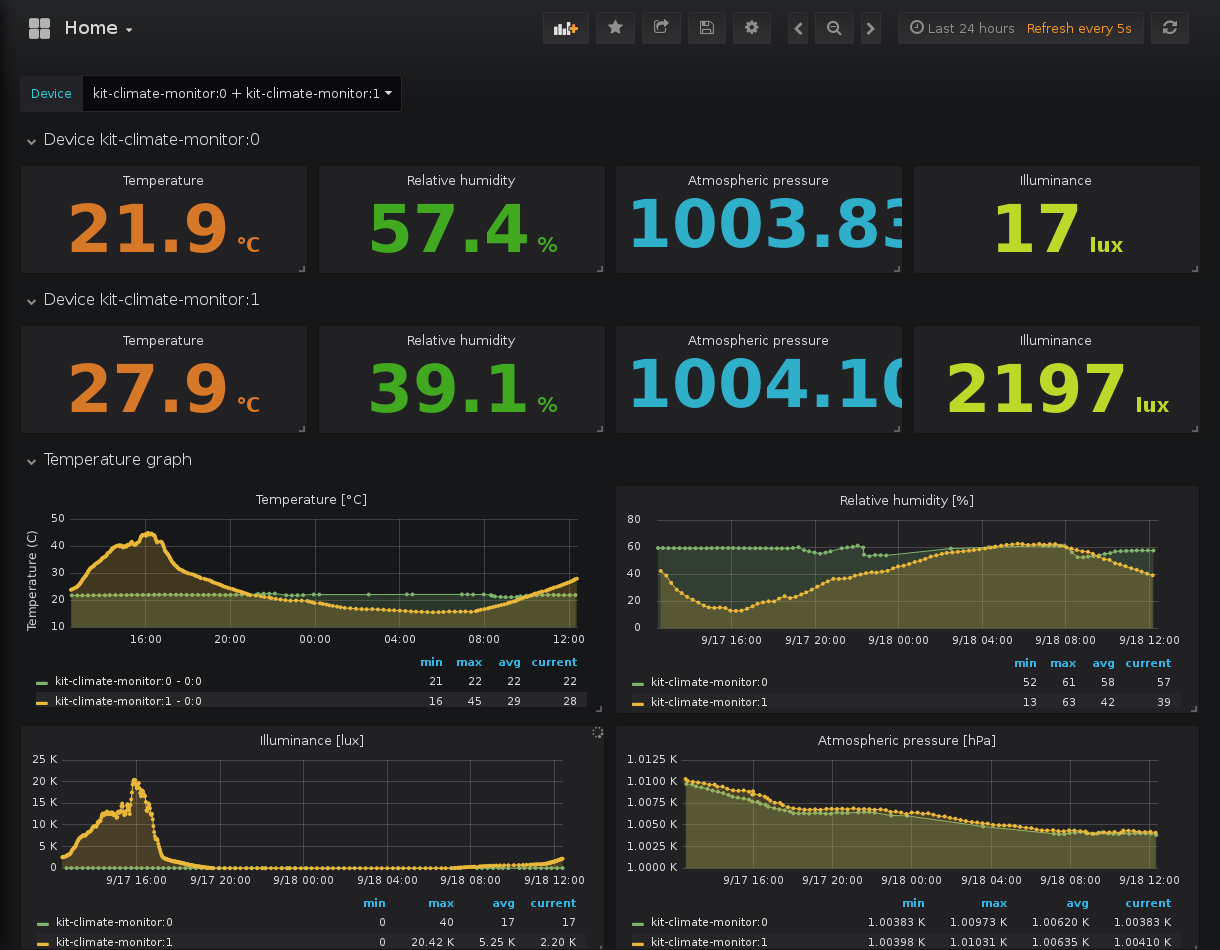 Home
Last 24 hours Refresh every 5s
Device kit-climate-monitor:0 + kit-climate-monitor:1
Device kit-climate-monitor:0
Temperature Relative humidity Atmospheric pressure Illuminance
21.9 °C 57.4 % 1003.83 17 lux
Device kit-climate-monitor:1
Temperature Relative humidity Atmospheric pressure Illuminance
27.9 °C 39.1 % 1004.10 2197 lux
Temperature graph
Temperature [°C]
Temperature (C)
50
40
30
20
10
16:00 20:00 00:00 04:00 08:00 12:00
min max avg current
kit-climate-monitor:0 - 0:0 21 22 22 22
kit-climate-monitor:1 - 0:0 16 45 29 28
Relative humidity [%]
80
60
40
20
0
9/17 16:00 9/17 20:00 9/18 00:00 9/18 04:00 9/18 08:00 9/18 12:00
min max avg current
kit-climate-monitor:0 52 61 58 57
kit-climate-monitor:1 13 63 42 39
Illuminance [lux]
25 K
20 K
15 K
10 K
5 K
0
9/17 16:00 9/17 20:00 9/18 00:00 9/18 04:00 9/18 08:00 9/18 12:00
min max avg current
kit-climate-monitor:0 0 40 17 17
kit-climate-monitor:1 0 20.42 K 5.25 K 2.20 K
Atmospheric pressure [hPa]
1.0125 K
1.0100 K
1.0075 K
1.0050 K
1.0025 K
1.0000 K
9/17 16:00 9/17 20:00 9/18 00:00 9/18 04:00 9/18 08:00 9/18 12:00
min max avg current
kit-climate-monitor:0 1.00383 K 1.00973 K 1.00620 K 1.00383 K
kit-climate-monitor:1 1.00398 K 1.01031 K 1.00635 K 1.00410 K